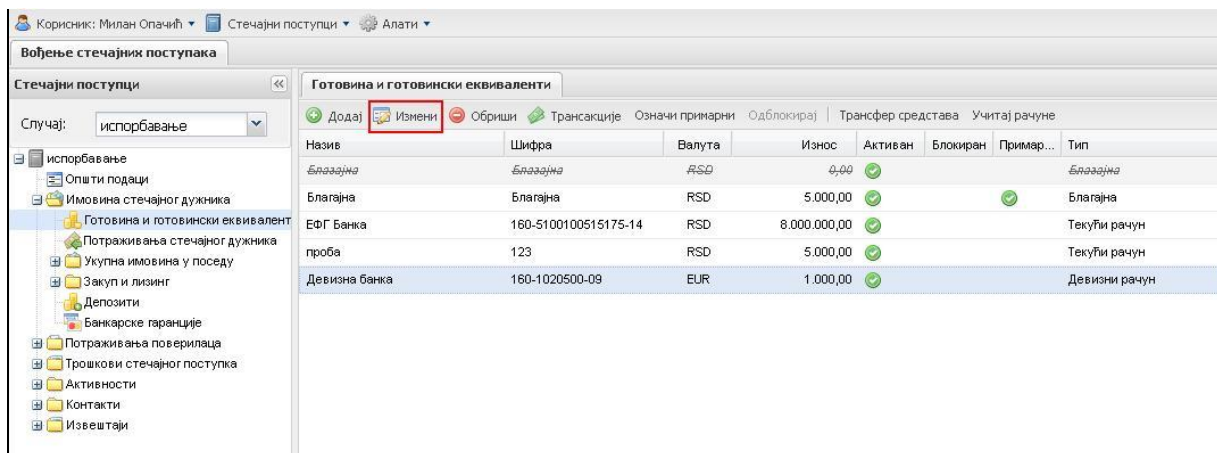 Корисник: Милан Опачић Стечајни поступци Алати
Вођење стечајних поступака
Стечајни поступци
Готовина и готовински еквиваленти
Случај: испорбавање
Додај Измени Обриши Трансакције Означи примарни Одблокирај Трансфер средстава Учитај рачуне
Назив Шифра Валута Износ Активан Блокиран Примар... Тип
Благајна Благајна RSD 0,00 Благајна
Благајна Благајна RSD 5.000,00 Благајна
ЕФГ Банка 160-5100100515175-14 RSD 8.000.000,00 Текући рачун
проба 123 RSD 5.000,00 Текући рачун
Девизна банка 160-1020500-09 EUR 1.000,00 Девизни рачун
испорбавање
Општи подаци
Имовина стечајног дужника
Готовина и готовински еквивалент
Потраживања стечајног дужника
Укупна имовина у поседу
Закуп и лизинг
Депозити
Банкарске гаранције
Потраживања поверилаца
Трошкови стечајног поступка
Активности
Контакти
Извештаји